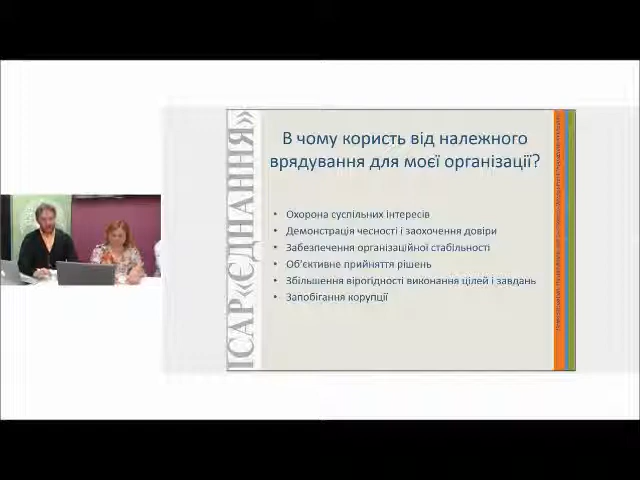 В чому користь від належного
врядування для моєї організації?
• Охорона суспільних інтересів
• Демонстрація чесності і заохочення довіри
• Забезпечення організаційної стабільності
• Об'єктивне прийняття рішень
• Збільшення вірогідності виконання цілей і завдань
• Запобігання корупції
ІСАР«ЄДНАННЯ»